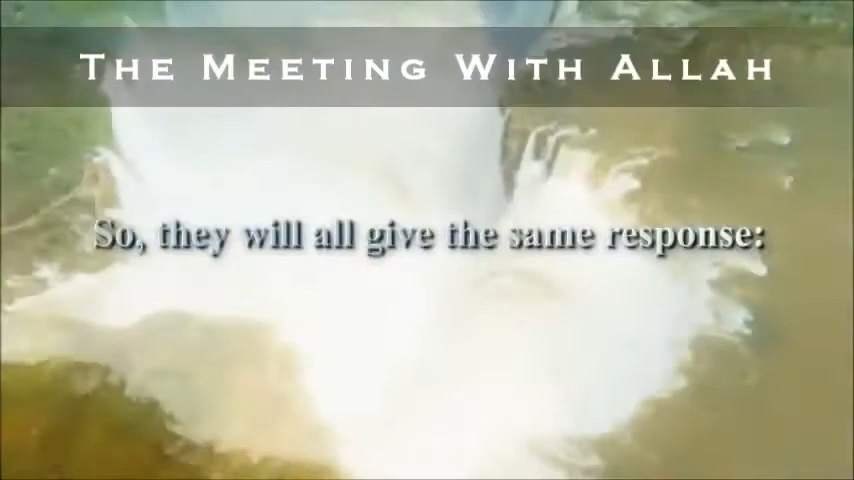 The Meeting With Allah
So, they will all give the same response: